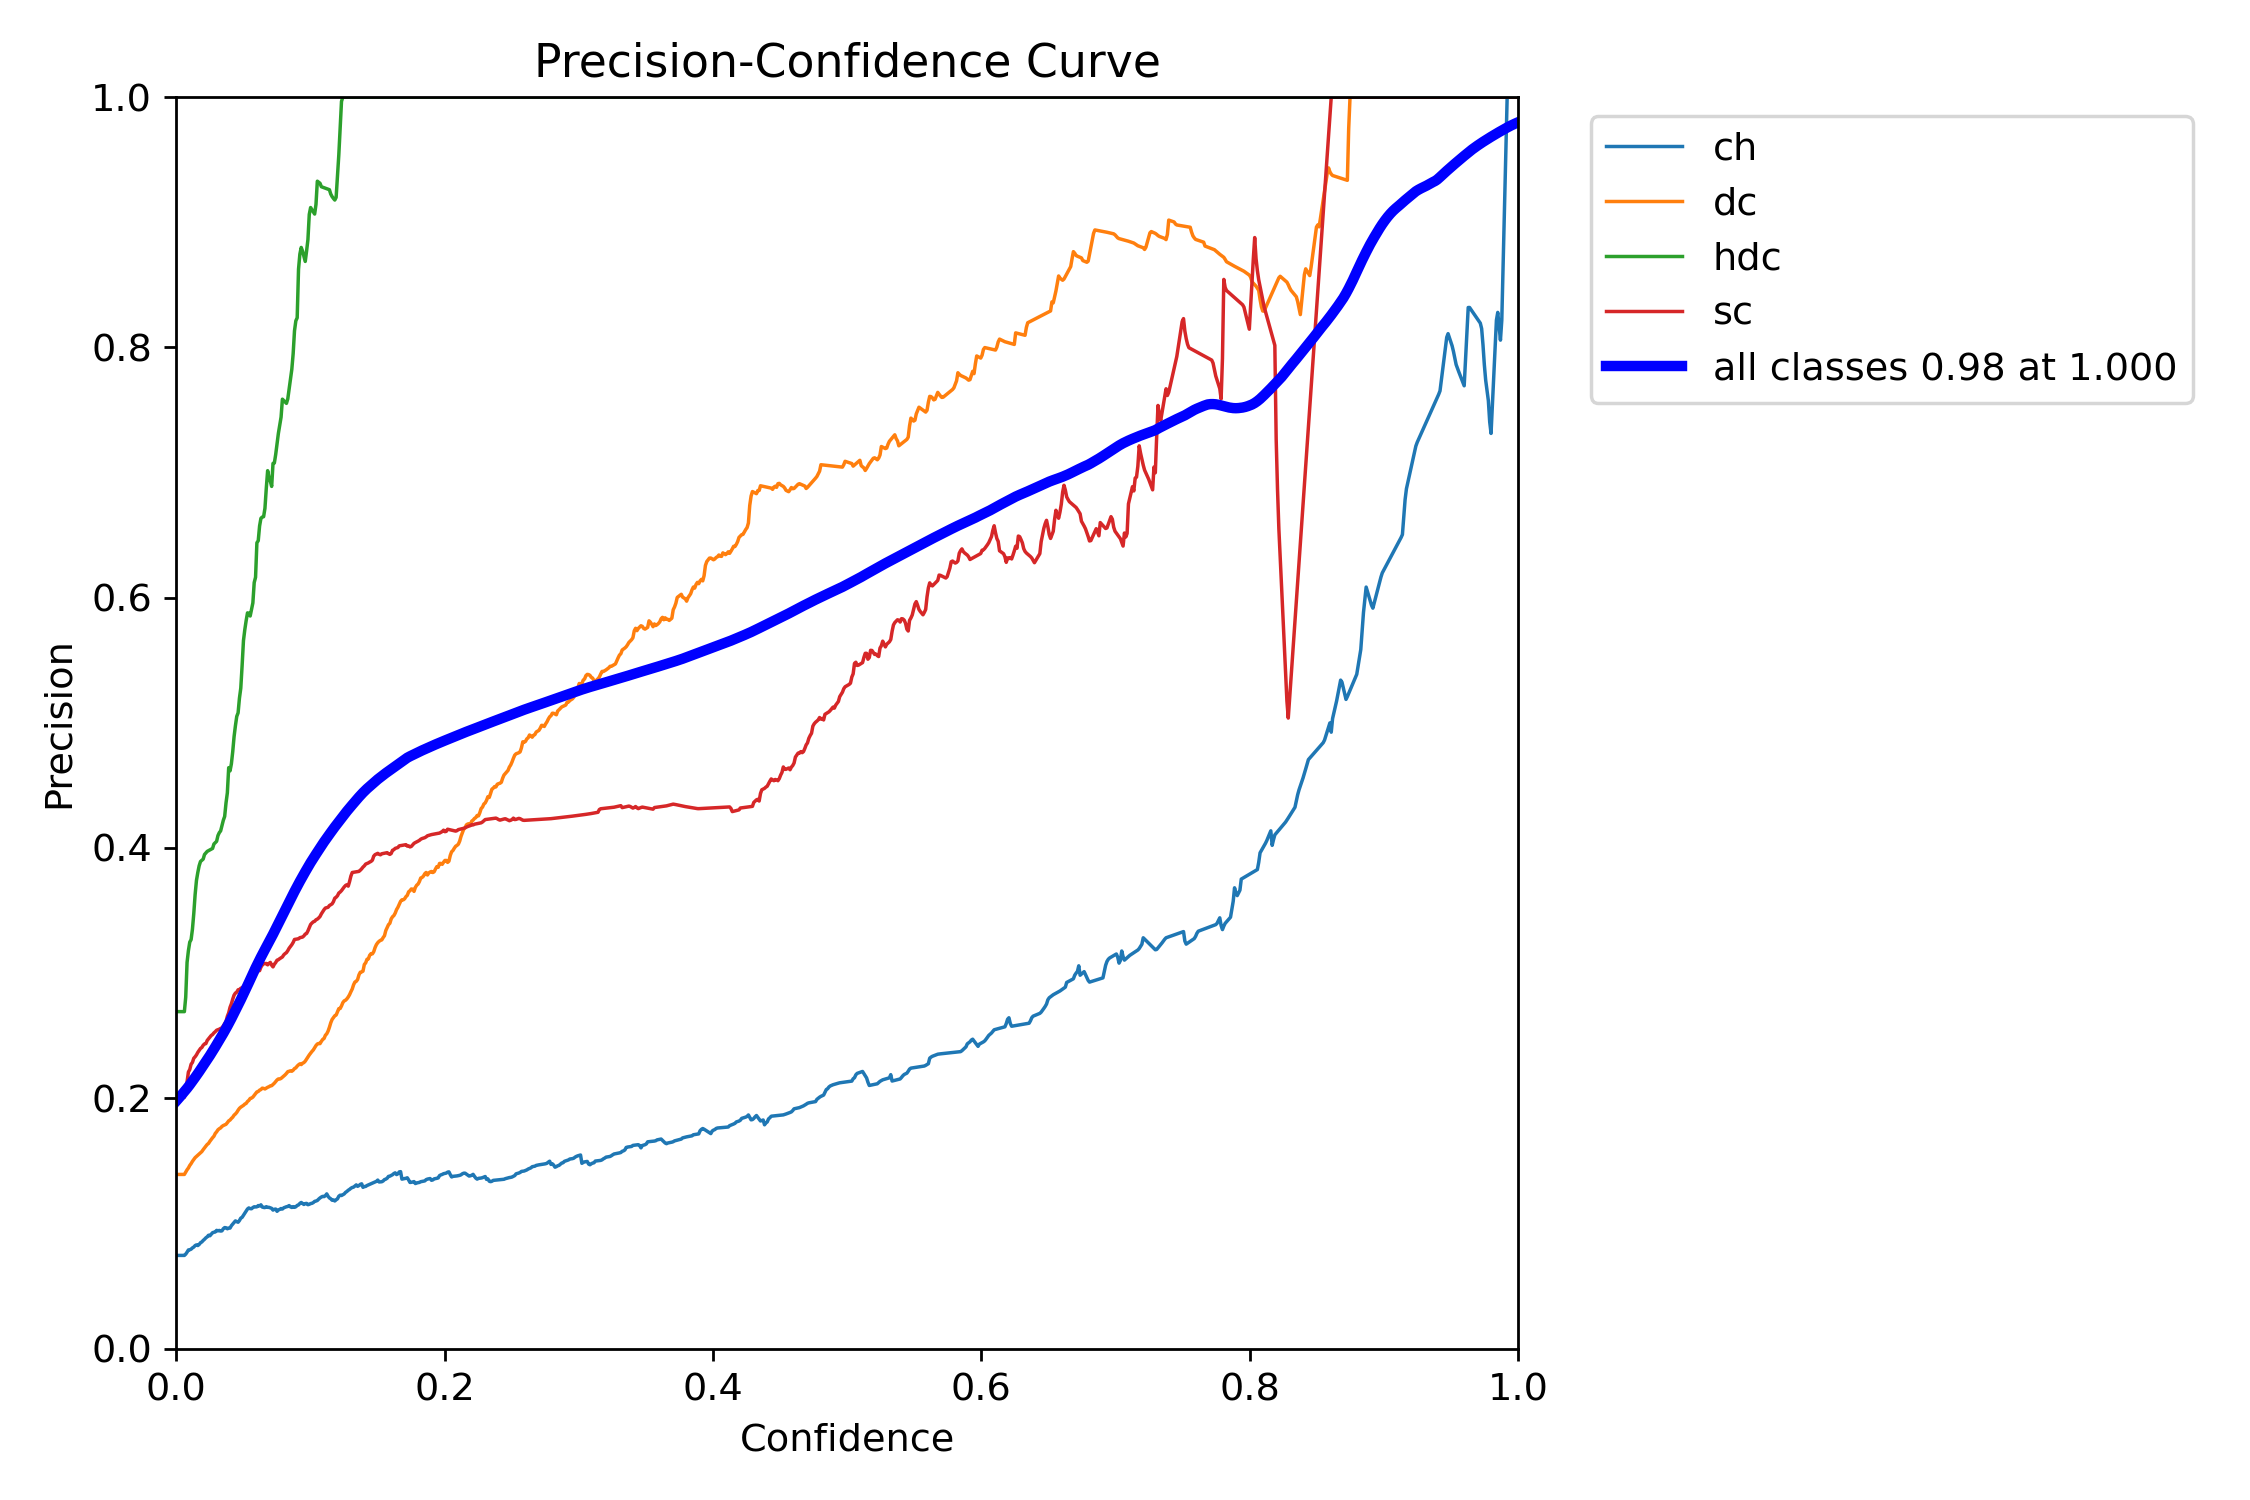 Precision-Confidence Curve
1.0
0.8
0.6
0.4
0.2
0.0
Precision
0.0 0.2 0.4 0.6 0.8 1.0
Confidence
ch
dc
hdc
sc
all classes 0.98 at 1.000